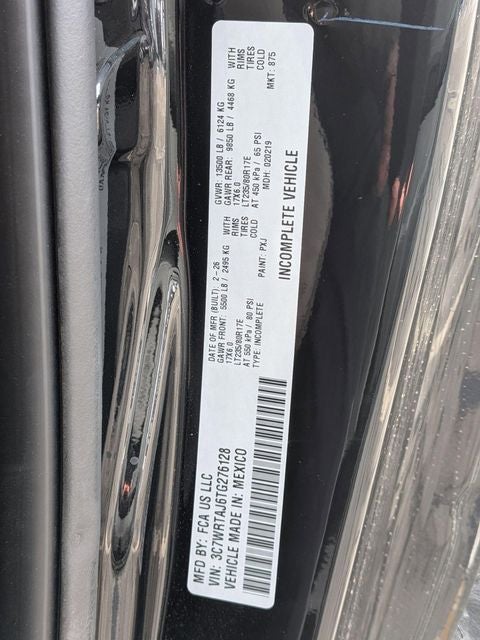 MFD BY: FCA US LLC
VIN: 3C7WRTAJ6TG276128
VEHICLE MADE IN: MEXICO
DATE OF MFR (BUILT): 2-26
GVWR: 13500 LB / 6124 KG
GAWR FRONT: 5500 LB / 2495 KG WITH
17X6.0 RIMS
LT235/80R17E TIRES
AT 550 kPa / 80 PSI COLD
GAWR REAR: 9850 LB / 4468 KG WITH
17X6.0 RIMS
LT235/80R17E TIRES
AT 450 kPa / 65 PSI COLD
TYPE: INCOMPLETE PAINT: PXJ MDH: 020219 MKT: 875
INCOMPLETE VEHICLE